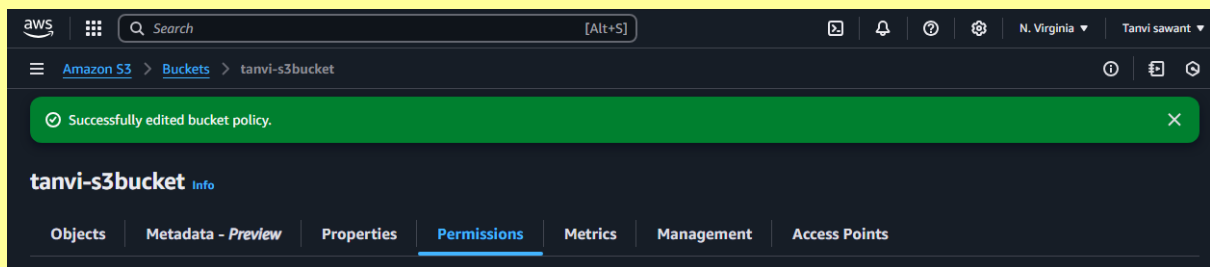 aws Search [Alt+S] N. Virginia ▼ Tanvi sawant ▼
Amazon S3 > Buckets > tanvi-s3bucket
Successfully edited bucket policy.
tanvi-s3bucket Info
Objects Metadata - Preview Properties Permissions Metrics Management Access Points